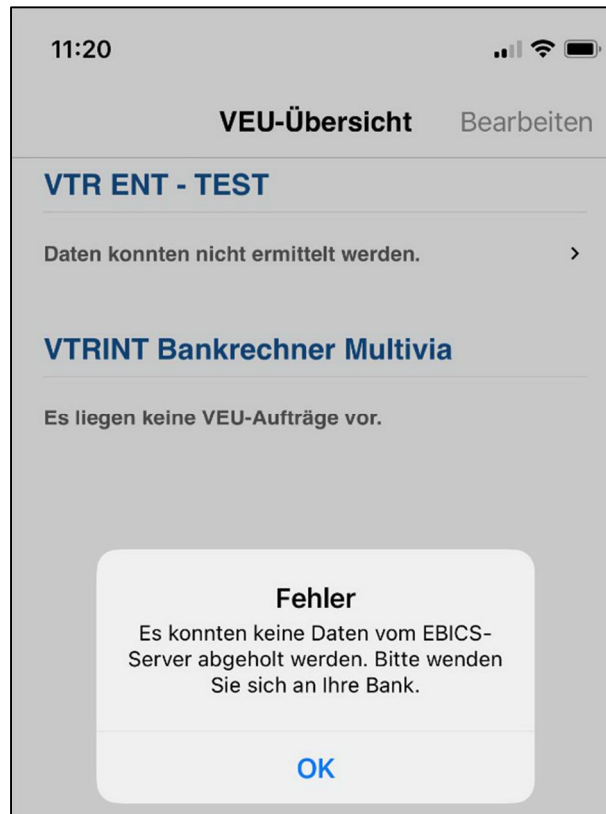 11:20
VEU-Übersicht Bearbeiten
VTR ENT - TEST
Daten konnten nicht ermittelt werden.
VTRINT Bankrechner Multivia
Es liegen keine VEU-Aufträge vor.
Fehler
Es konnten keine Daten vom EBICS-
Server abgeholt werden. Bitte wenden
Sie sich an Ihre Bank.
OK